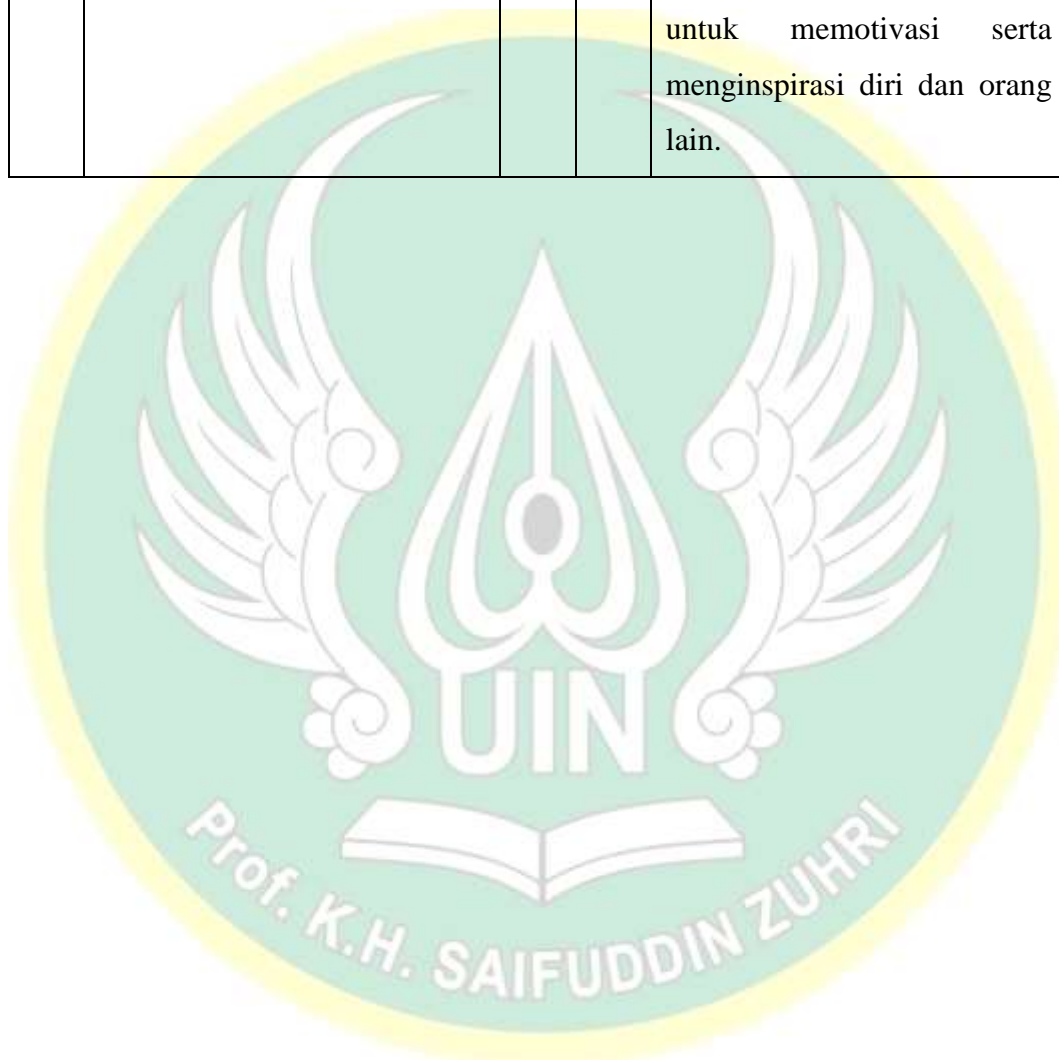 untuk memotivasi serta
menginspirasi diri dan orang
lain.
UIN
Prof. K.H. SAIFUDDIN ZUHRI